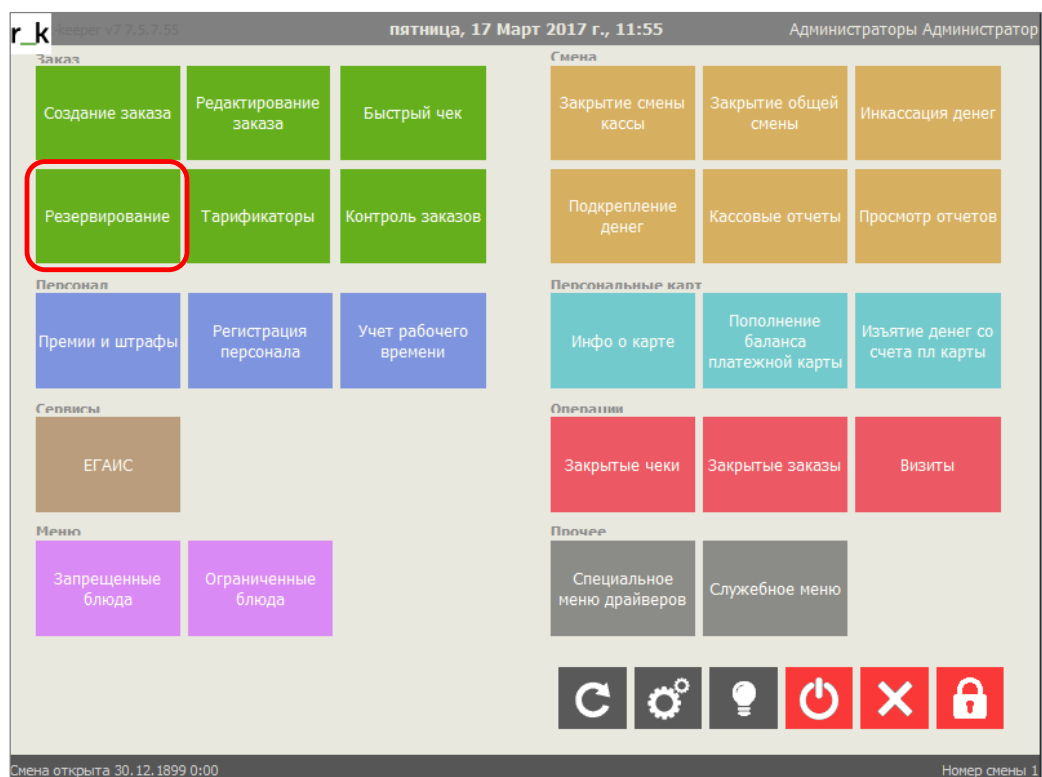 r_k
-keeper v7 7.5.7.55
пятница, 17 Март 2017 г., 11:55
Администраторы Администратор
Заказ
Создание заказа
Редактирование
заказа
Быстрый чек
Резервирование
Тарификаторы
Контроль заказов
Смена
Закрытие смены
кассы
Закрытие общей
смены
Инкассация денег
Подкрепление
денег
Кассовые отчеты
Просмотр отчетов
Персонал
Премии и штрафы
Регистрация
персонала
Учет рабочего
времени
Персональные карт
Инфо о карте
Пополнение
баланса
платежной карты
Изъятие денег со
счета пл карты
Сервисы
ЕГАИС
Операции
Закрытые чеки
Закрытые заказы
Визиты
Меню
Запрещенные
блюда
Ограниченные
блюда
Прочее
Специальное
меню драйверов
Служебное меню
Смена открыта 30.12.1899 0:00
Номер смены 1